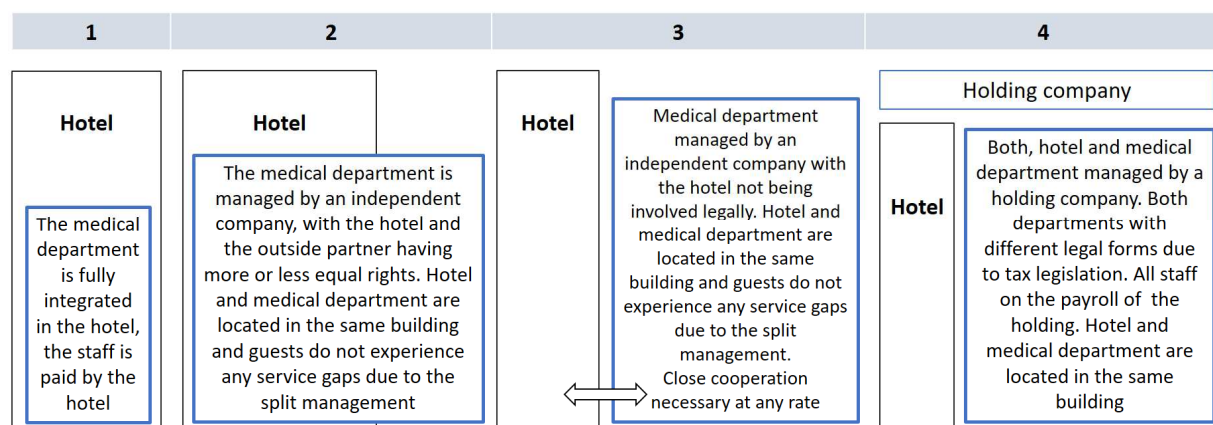 1
2
3
4
Hotel
The medical
department
is fully
integrated
in the hotel,
the staff is
paid by the
hotel
Hotel
The medical department is
managed by an independent
company, with the hotel and
the outside partner having
more or less equal rights. Hotel
and medical department are
located in the same building
and guests do not experience
any service gaps due to the
split management
Hotel
Medical department
managed by an
independent company with
the hotel not being
involved legally. Hotel and
medical department are
located in the same
building and guests do not
experience any service gaps
due to the split
management.
Close cooperation
necessary at any rate
Holding company
Hotel
Both, hotel and medical
department managed by a
holding company. Both
departments with
different legal forms due
to tax legislation. All staff
on the payroll of the
holding. Hotel and
medical department are
located in the same
building